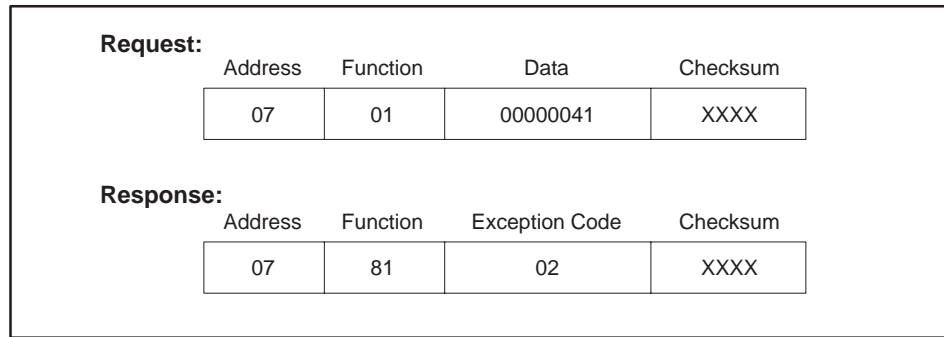 Request:
Address Function Data Checksum
07 01 00000041 XXXX
Response:
Address Function Exception Code Checksum
07 81 02 XXXX